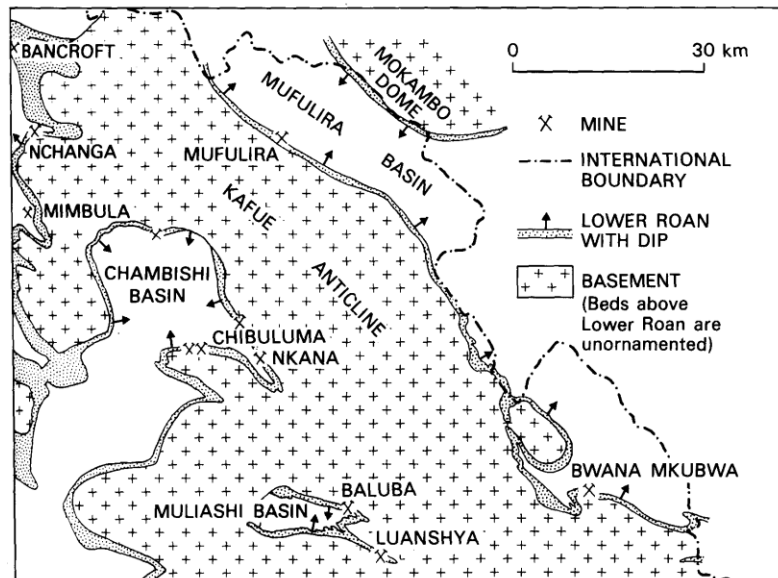 BANCROFT
NCHANGA
MIMBULA
MUFULIRA
MUFULIRA
BASIN
MOKAMBO
DOME
KAFUE
ANTICLINE
CHAMBISHI
BASIN
CHIBULUMA
NKANA
BALUBA
MULIASHI BASIN
LUANSHYA
BWANA MKUBWA
0 30 km
MINE
INTERNATIONAL
BOUNDARY
LOWER ROAN
WITH DIP
BASEMENT
(Beds above
Lower Roan are
unornamented)